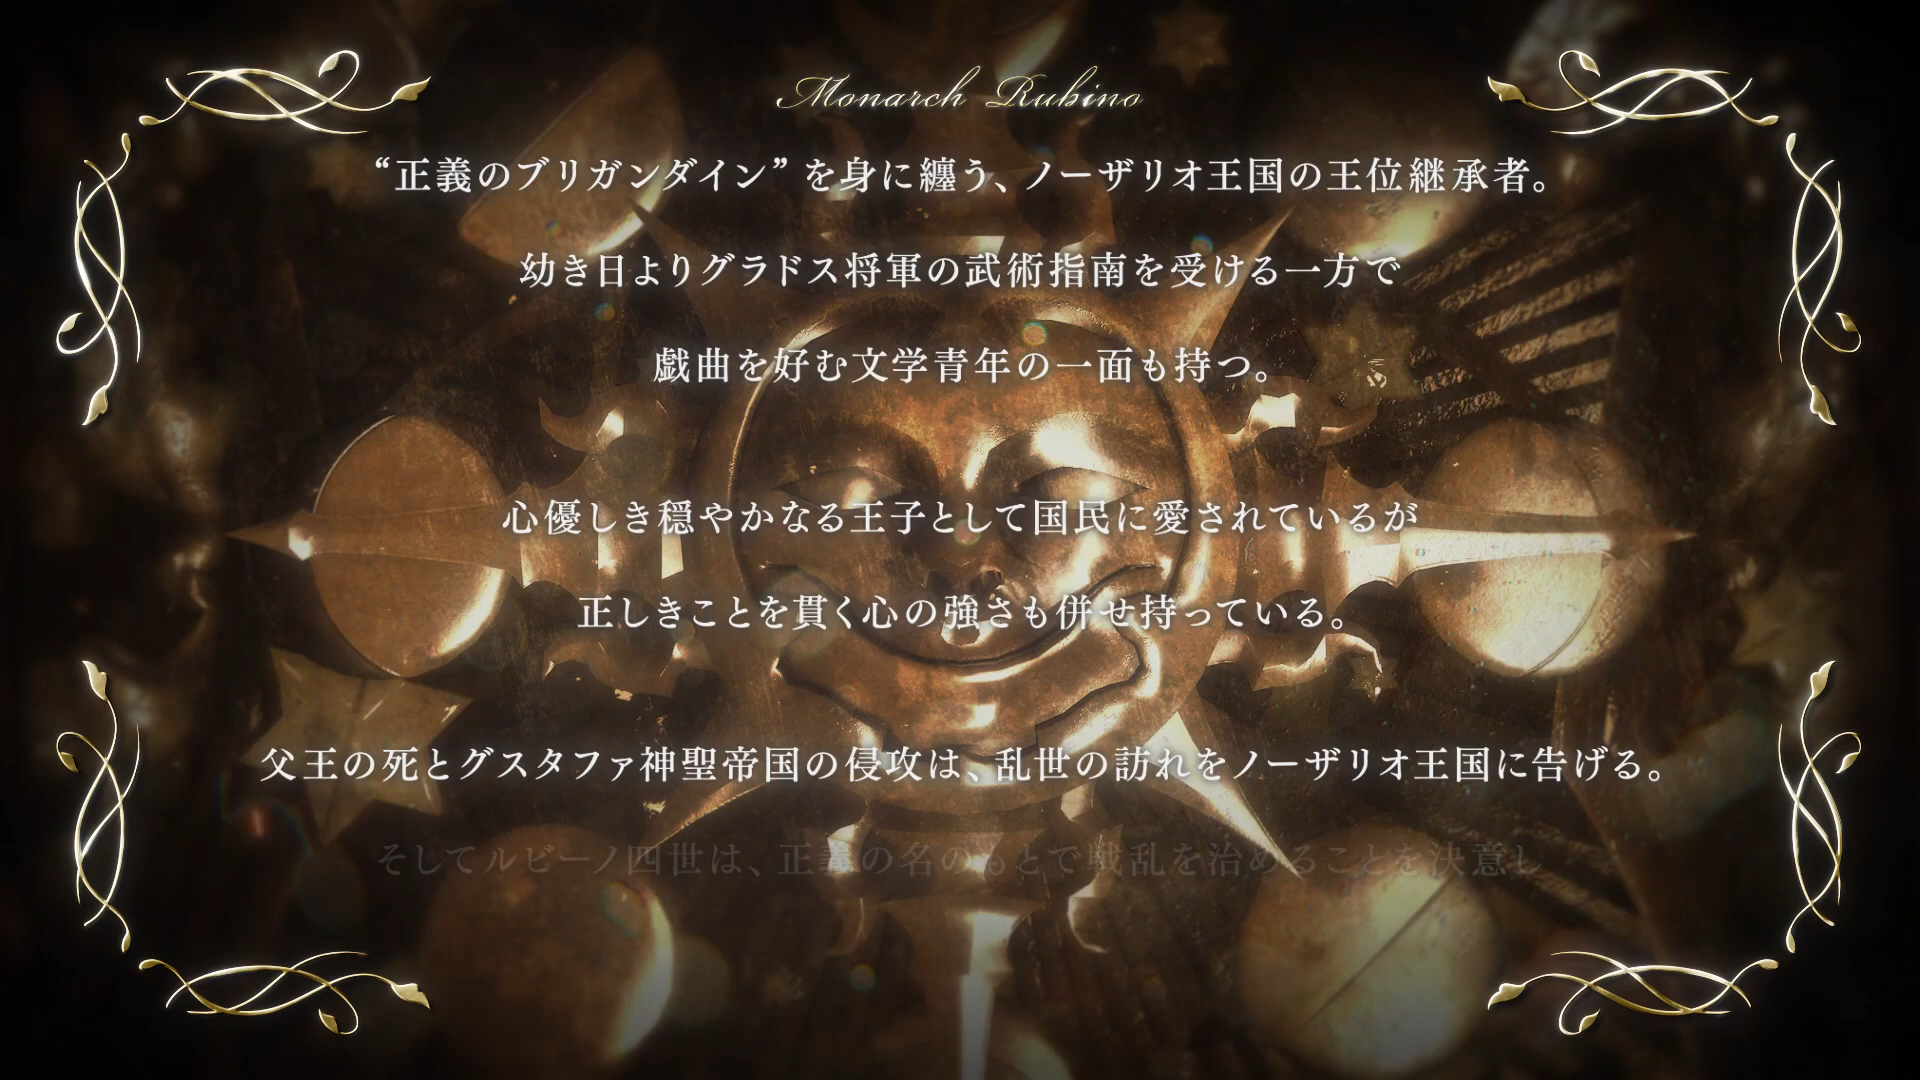 Monarch Rubino
“正義のブリガンダイン” を身に纏う、ノーザリオ王国の王位継承者。
幼き日よりグラドス将軍の武術指南を受ける一方で
戯曲を好む文学青年の一面も持つ。
心優しき穏やかなる王子として国民に愛されているが
正しきことを貫く心の強さも併せ持っている。
父王の死とグスタファ神聖帝国の侵攻は、乱世の訪れをノーザリオ王国に告げる。
そしてルビーノ四世は、正義の名のもとで戦乱を治めることを決意し